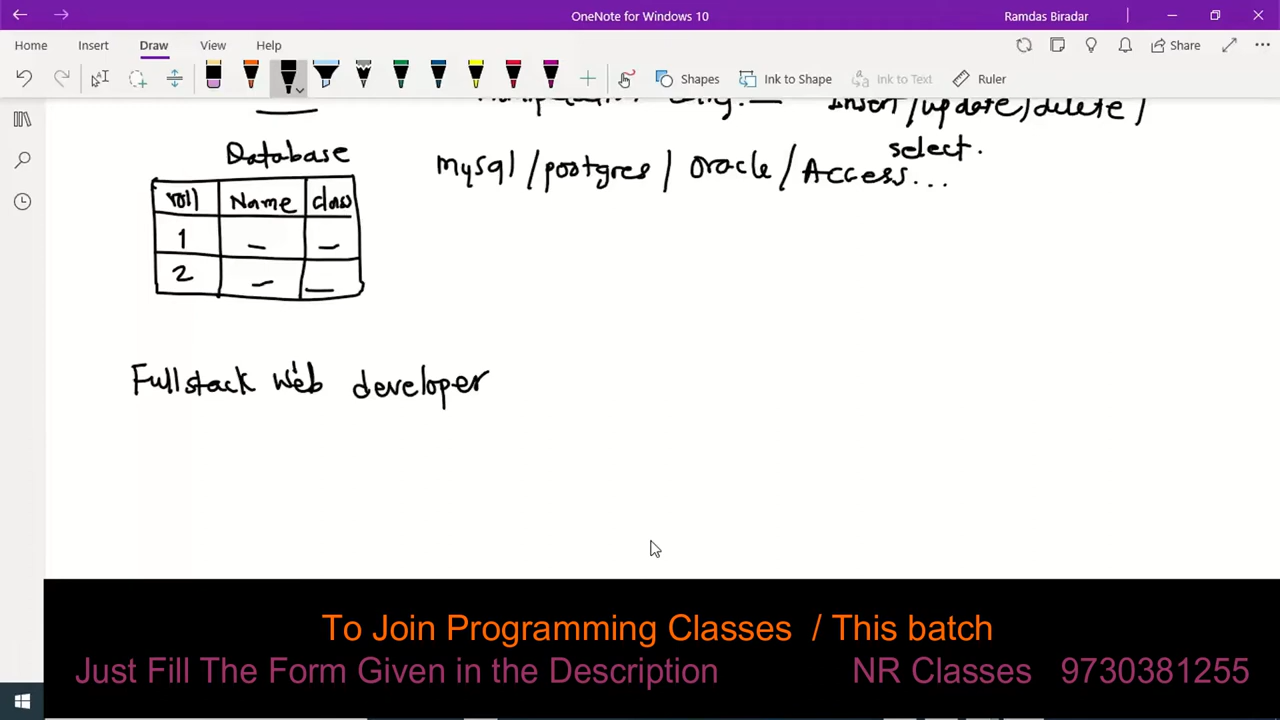 OneNote for Windows 10
Ramdas Biradar
Home Insert Draw View Help
Share
Shapes Ink to Shape Ink to Text Ruler
Insert/update/delete/
select.
Database
Mysql/postgres/Oracle/Access...
roll Name class
1 – –
2 – –
Fullstack Web developer
To Join Programming Classes / This batch
Just Fill The Form Given in the Description NR Classes 9730381255